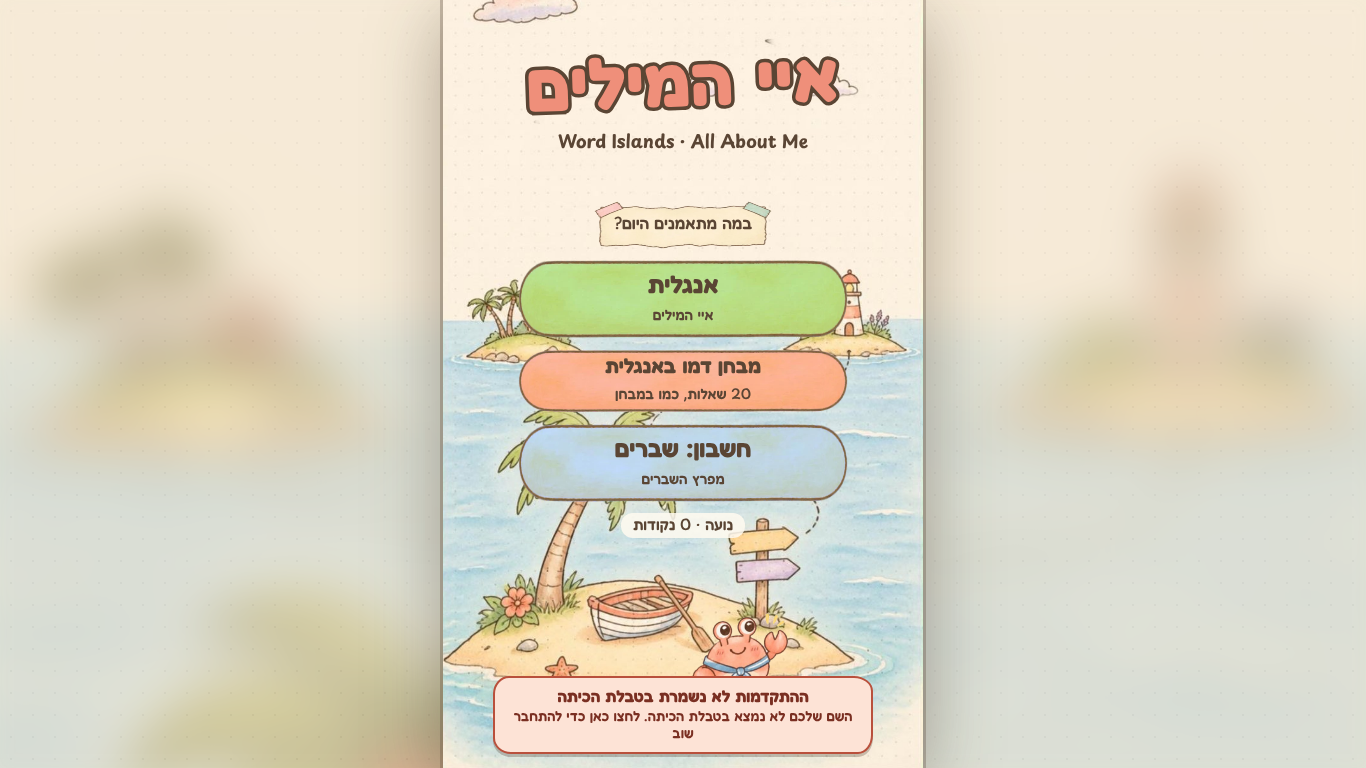 איי המילים
Word Islands · All About Me
במה מתאמנים היום?
אנגלית
איי המילים
מבחן דמו באנגלית
20 שאלות, כמו במבחן
חשבון: שברים
מפרץ השברים
נועה · 0 נקודות
ההתקדמות לא נשמרת בטבלת הכיתה
השם שלכם לא נמצא בטבלת הכיתה. לחצו כאן כדי להתחבר
שוב